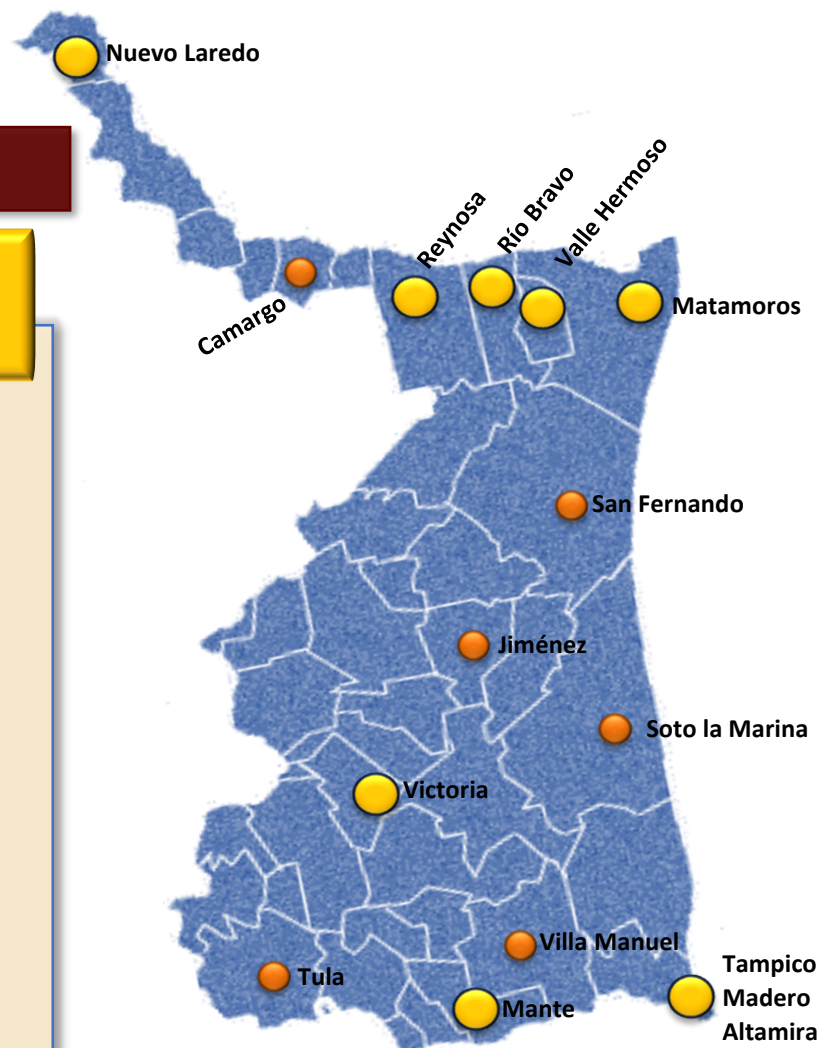 Nuevo Laredo
Reynosa
Río Bravo
Valle Hermoso
Camargo
Matamoros
San Fernando
Jiménez
Soto la Marina
Victoria
Villa Manuel
Tula
Mante
Tampico
Madero
Altamira